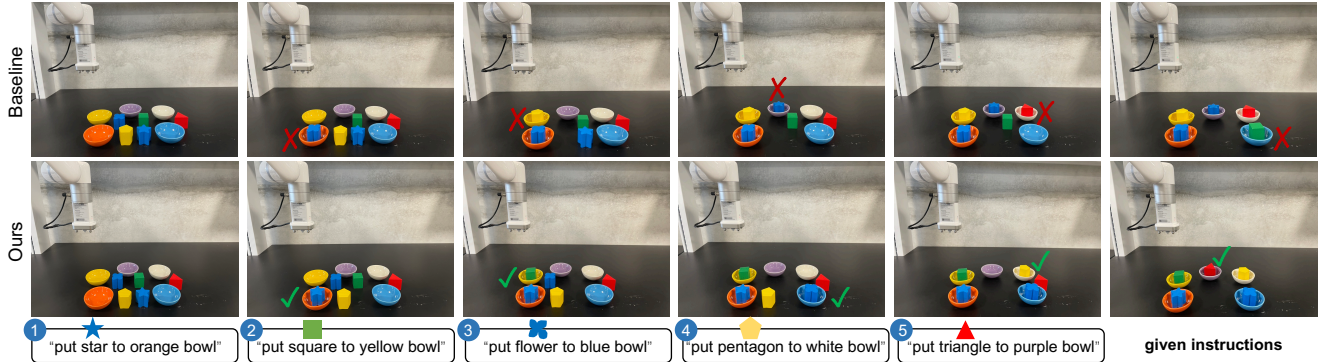 Baseline
Ours
1
"put star to orange bowl"
2
"put square to yellow bowl"
3
"put flower to blue bowl"
4
"put pentagon to white bowl"
5
"put triangle to purple bowl"
given instructions